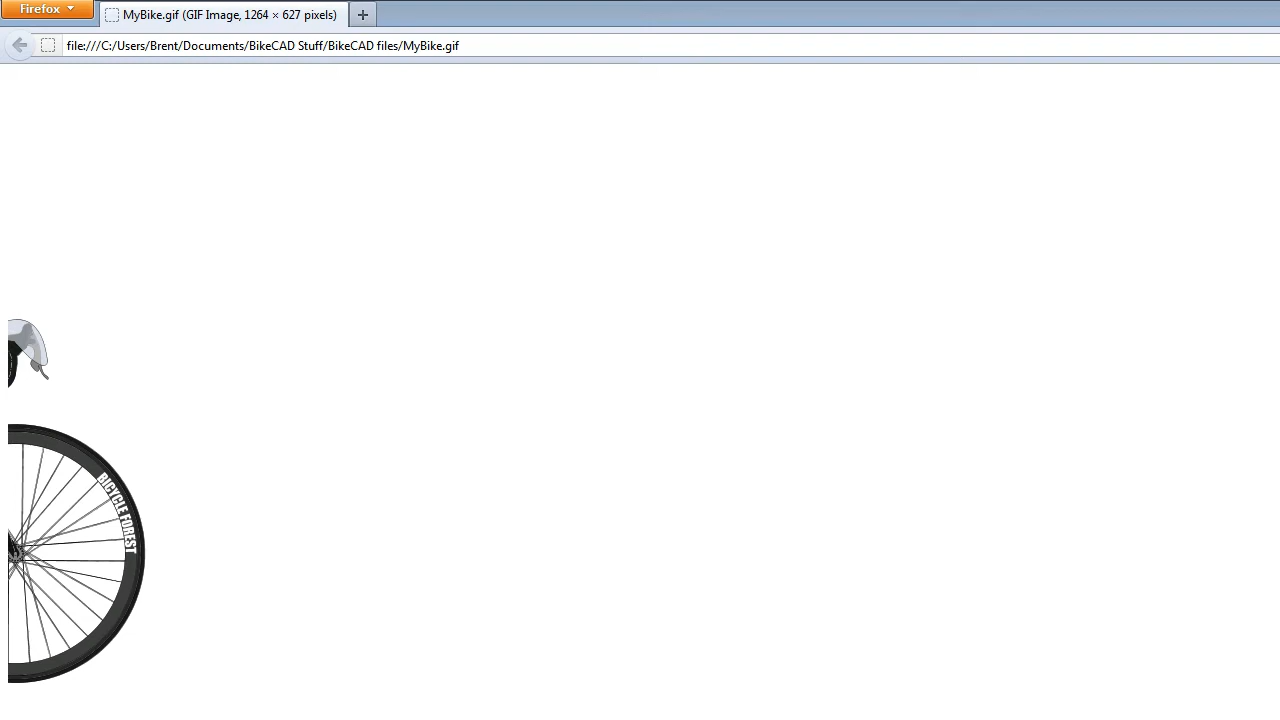 Firefox
MyBike.gif (GIF Image, 1264 × 627 pixels)
file:///C:/Users/Brent/Documents/BikeCAD Stuff/BikeCAD files/MyBike.gif
BICYCLE FOREST